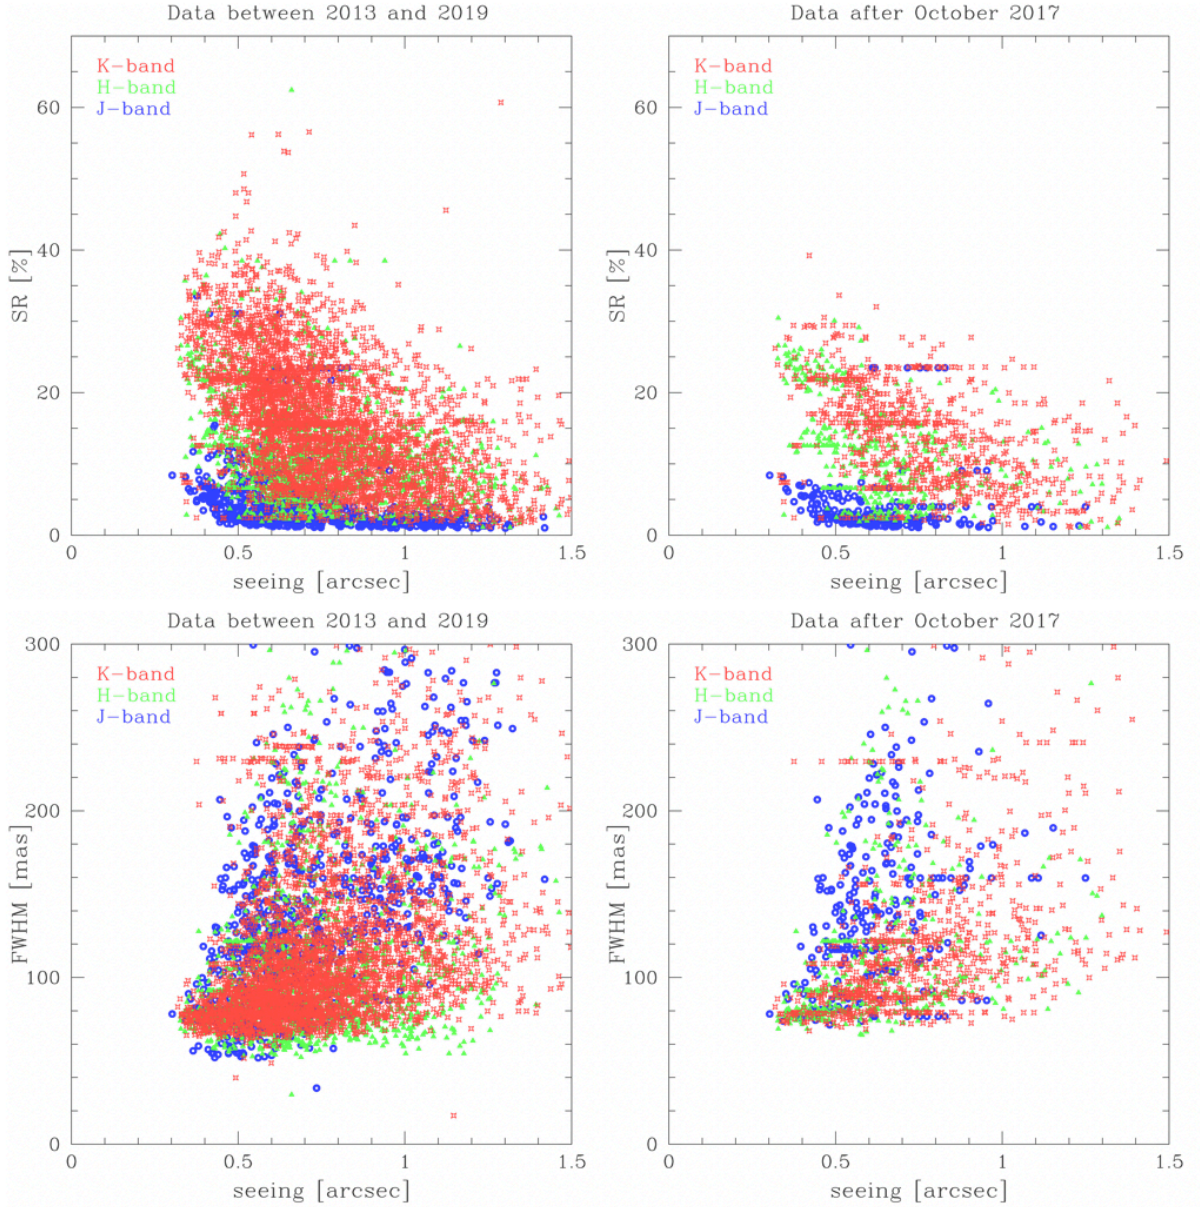 Data between 2013 and 2019
K-band
H-band
J-band
60
40
20
0
SR [%]
0 0.5 1 1.5
seeing [arcsec]
Data after October 2017
K-band
H-band
J-band
60
40
20
0
SR [%]
0 0.5 1 1.5
seeing [arcsec]
Data between 2013 and 2019
K-band
H-band
J-band
300
200
100
0
FWHM [mas]
0 0.5 1 1.5
seeing [arcsec]
Data after October 2017
K-band
H-band
J-band
300
200
100
0
FWHM [mas]
0 0.5 1 1.5
seeing [arcsec]